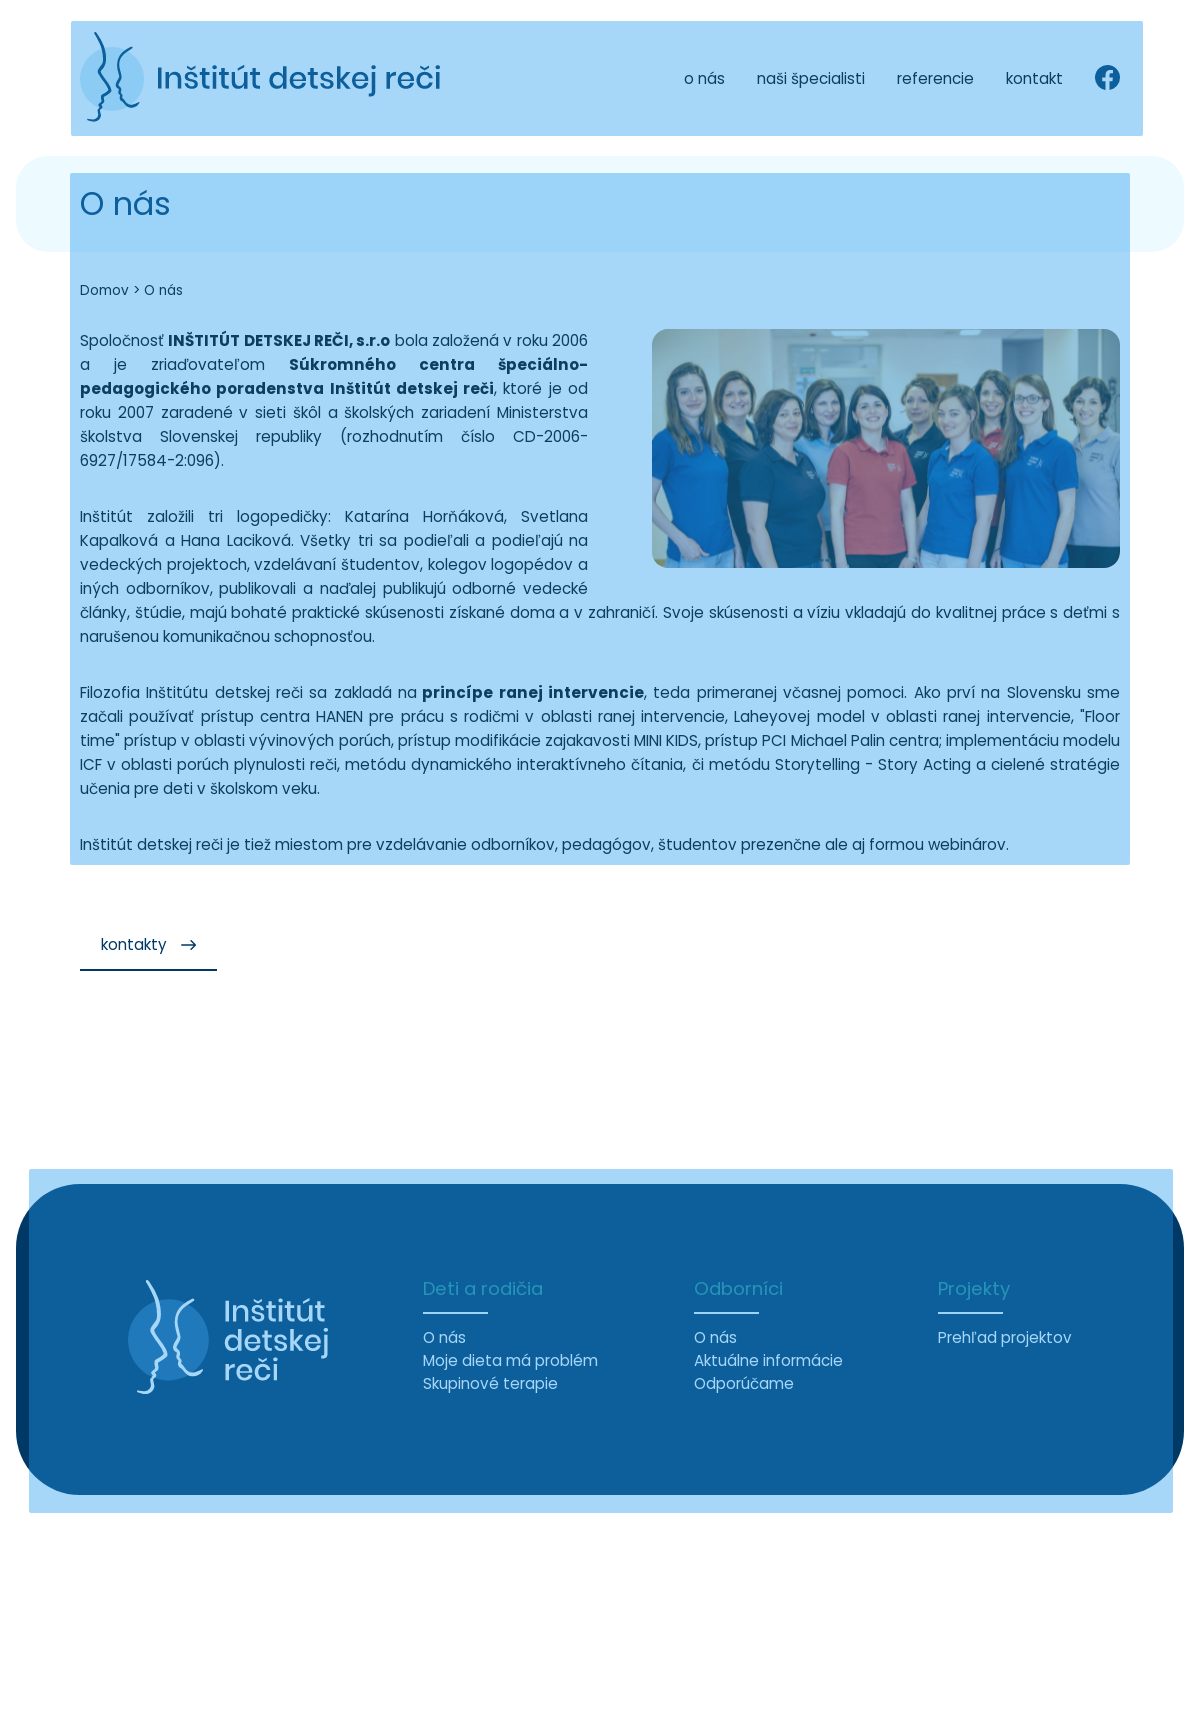 Inštitút detskej reči
o nás naši špecialisti referencie kontakt
O nás
Domov > O nás
Spoločnosť INŠTITÚT DETSKEJ REČI, s.r.o bola založená v roku 2006
a je zriaďovateľom Súkromného centra špeciálno-
pedagogického poradenstva Inštitút detskej reči, ktoré je od
roku 2007 zaradené v sieti škôl a školských zariadení Ministerstva
školstva Slovenskej republiky (rozhodnutím číslo CD-2006-
6927/17584-2:096).
Inštitút založili tri logopedičky: Katarína Horňáková, Svetlana
Kapalková a Hana Laciková. Všetky tri sa podieľali a podieľajú na
vedeckých projektoch, vzdelávaní študentov, kolegov logopédov a
iných odborníkov, publikovali a naďalej publikujú odborné vedecké
články, štúdie, majú bohaté praktické skúsenosti získané doma a v zahraničí. Svoje skúsenosti a víziu vkladajú do kvalitnej práce s deťmi s
narušenou komunikačnou schopnosťou.
Filozofia Inštitútu detskej reči sa zakladá na princípe ranej intervencie, teda primeranej včasnej pomoci. Ako prví na Slovensku sme
začali používať prístup centra HANEN pre prácu s rodičmi v oblasti ranej intervencie, Laheyovej model v oblasti ranej intervencie, "Floor
time" prístup v oblasti vývinových porúch, prístup modifikácie zajakavosti MINI KIDS, prístup PCI Michael Palin centra; implementáciu modelu
ICF v oblasti porúch plynulosti reči, metódu dynamického interaktívneho čítania, či metódu Storytelling - Story Acting a cielené stratégie
učenia pre deti v školskom veku.
Inštitút detskej reči je tiež miestom pre vzdelávanie odborníkov, pedagógov, študentov prezenčne ale aj formou webinárov.
kontakty
Inštitút
detskej
reči
Deti a rodičia
O nás
Moje dieta má problém
Skupinové terapie
Odborníci
O nás
Aktuálne informácie
Odporúčame
Projekty
Prehľad projektov